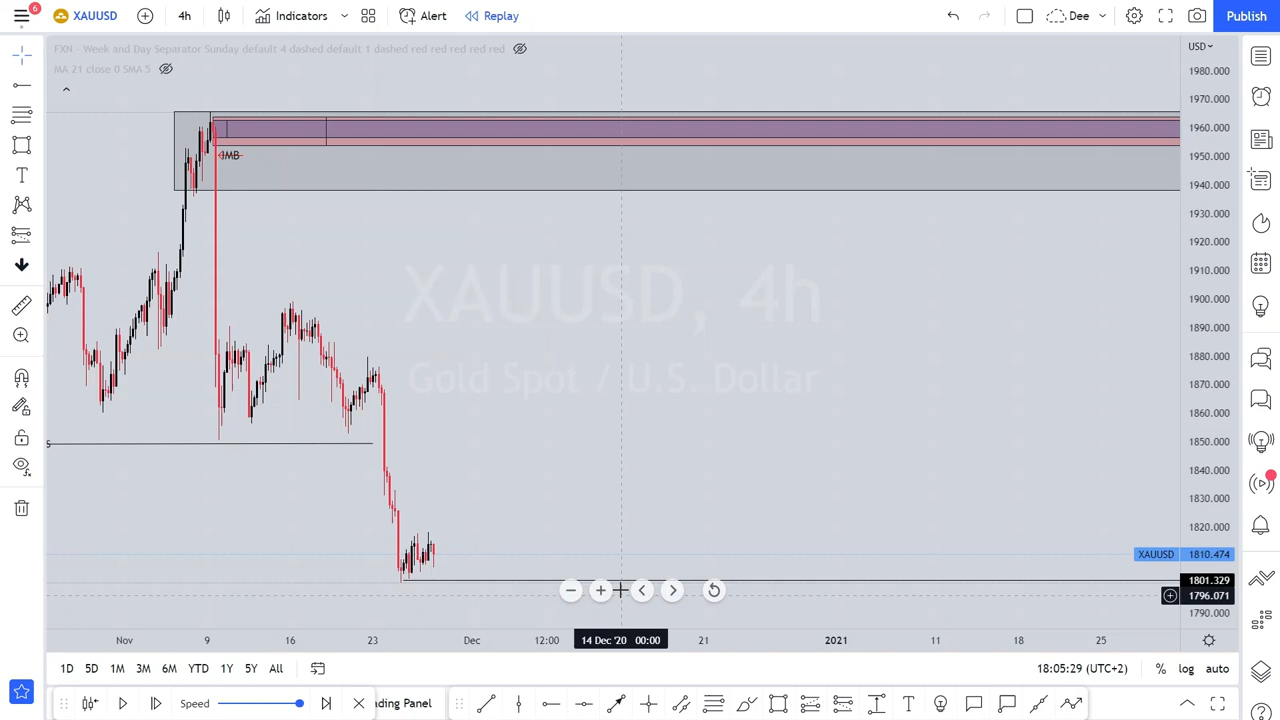 6
XAUUSD
4h
Indicators
Alert
Replay
Dee
Publish
FXN - Week and Day Separator Sunday default 4 dashed default 1 dashed red red red red red
MA 21 close 0 SMA 5
USD
1980.000
1970.000
1960.000
1950.000
1940.000
1930.000
1920.000
1910.000
1900.000
1890.000
1880.000
1870.000
1860.000
1850.000
1840.000
1830.000
1820.000
XAUUSD 1810.474
1801.329
1796.071
1790.000
IMB
XAUUSD, 4h
Gold Spot / U.S. Dollar
S
Nov
9
16
23
Dec
12:00
14 Dec '20 00:00
21
2021
11
18
25
1D
5D
1M
3M
6M
YTD
1Y
5Y
All
18:05:29 (UTC+2)
%
log
auto
Speed
ading Panel